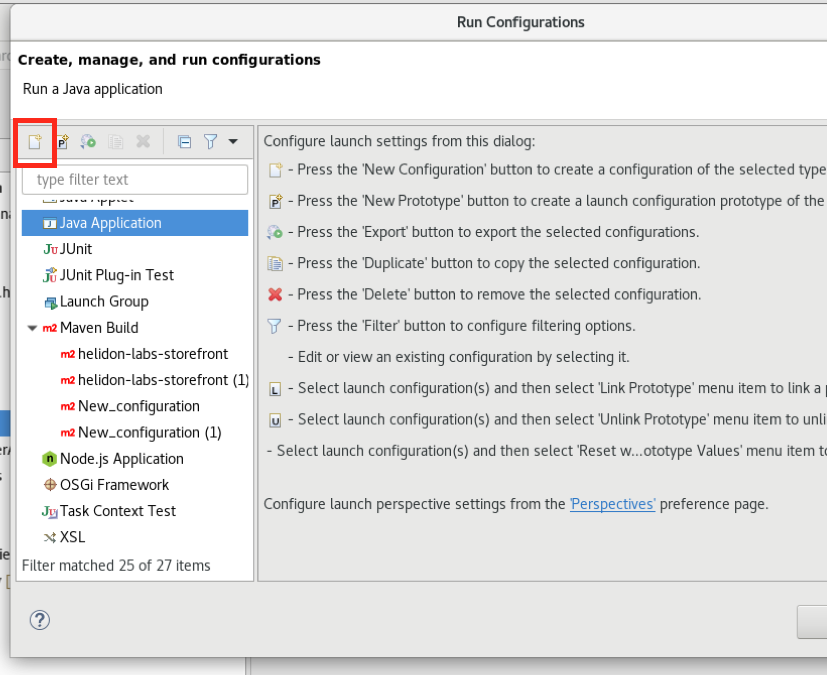 Run Configurations
Create, manage, and run configurations
Run a Java application
type filter text
Java Applet
Java Application
JUnit
JUnit Plug-in Test
Launch Group
Maven Build
helidon-labs-storefront
helidon-labs-storefront (1)
New_configuration
New_configuration (1)
Node.js Application
OSGi Framework
Task Context Test
XSL
Filter matched 25 of 27 items
Configure launch settings from this dialog:
- Press the 'New Configuration' button to create a configuration of the selected type
- Press the 'New Prototype' button to create a launch configuration prototype of the
- Press the 'Export' button to export the selected configurations.
- Press the 'Duplicate' button to copy the selected configuration.
- Press the 'Delete' button to remove the selected configuration.
- Press the 'Filter' button to configure filtering options.
- Edit or view an existing configuration by selecting it.
- Select launch configuration(s) and then select 'Link Prototype' menu item to link a
- Select launch configuration(s) and then select 'Unlink Prototype' menu item to unli
- Select launch configuration(s) and then select 'Reset w...ototype Values' menu item to
Configure launch perspective settings from the 'Perspectives' preference page.